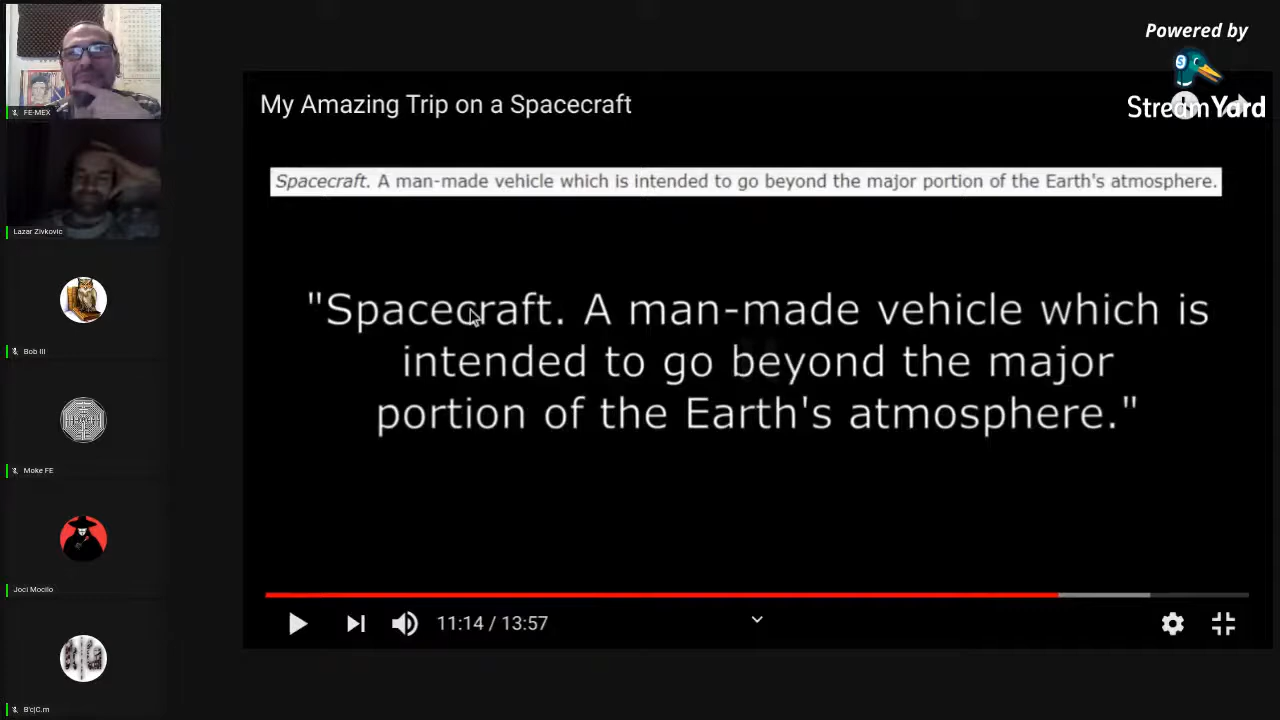 Powered by
StreamYard
My Amazing Trip on a Spacecraft
Spacecraft. A man-made vehicle which is intended to go beyond the major portion of the Earth's atmosphere.
"Spacecraft. A man-made vehicle which is
intended to go beyond the major
portion of the Earth's atmosphere."
11:14 / 13:57
FE-MEX
Lazar Zivkovic
Bob III
Moke FE
Joci Mocilo
B'c|C.m